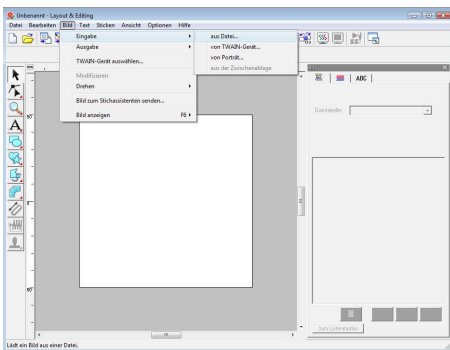 Unbenannt - Layout & Editing
Datei Bearbeiten Bild Text Sticken Ansicht Optionen Hilfe
Eingabe
aus Datei...
Ausgabe
von TWAIN-Gerät...
TWAIN-Gerät auswählen...
von Porträt...
aus der Zwischenablage
Modifizieren
Drehen
Bild zum Stichassistenten senden...
Bild anzeigen F6
ABC
Garntabelle:
A
zum Listenmodus
Lädt ein Bild aus einer Datei.